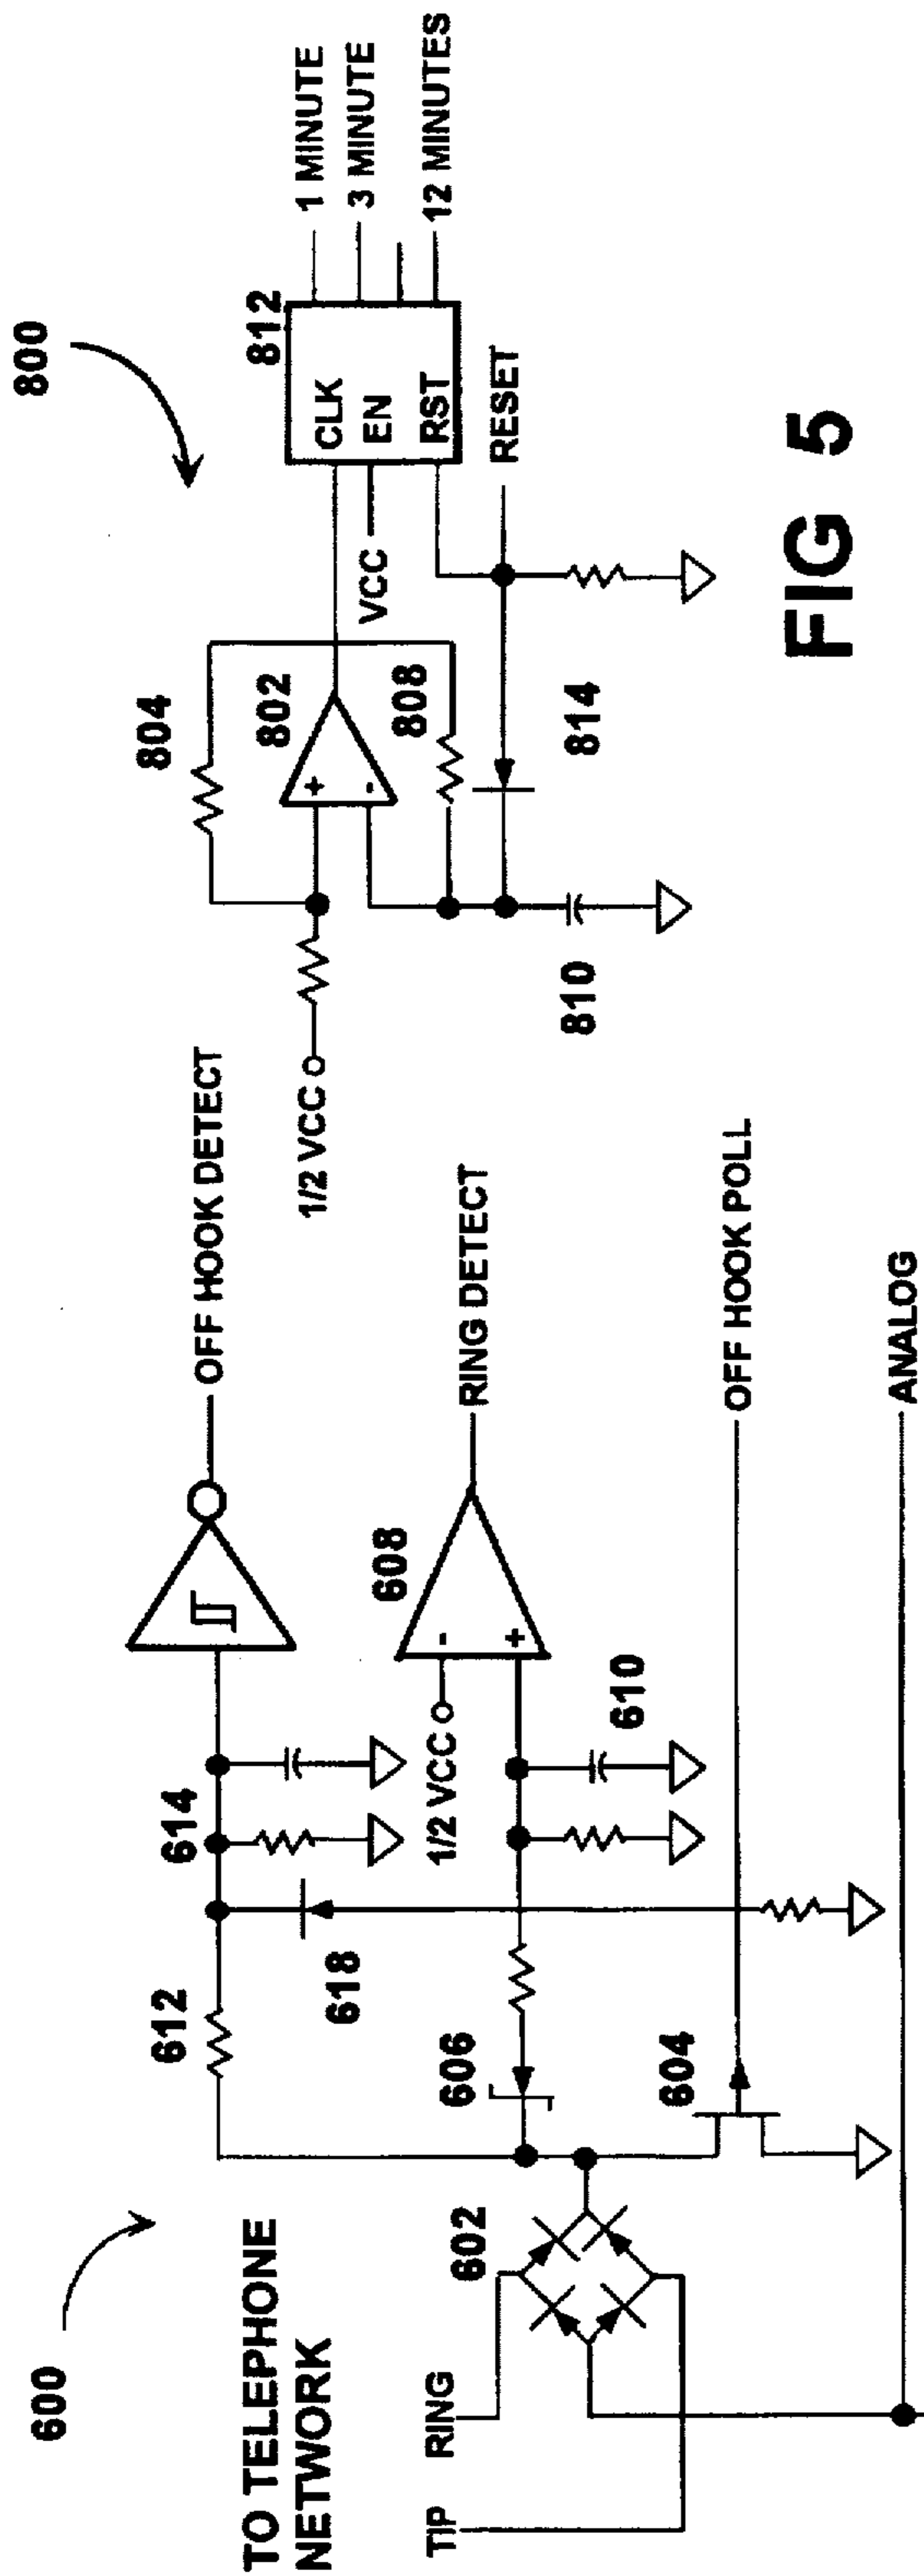 600
TO TELEPHONE
NETWORK
TIP
RING
602
604
606
608
610
612
614
618
-
+
1/2 VCC
OFF HOOK DETECT
RING DETECT
OFF HOOK POLL
ANALOG
800
1/2 VCC
804
802
+
-
808
810
814
VCC
812
CLK
EN
RST
RESET
1 MINUTE
3 MINUTE
12 MINUTES
FIG 5